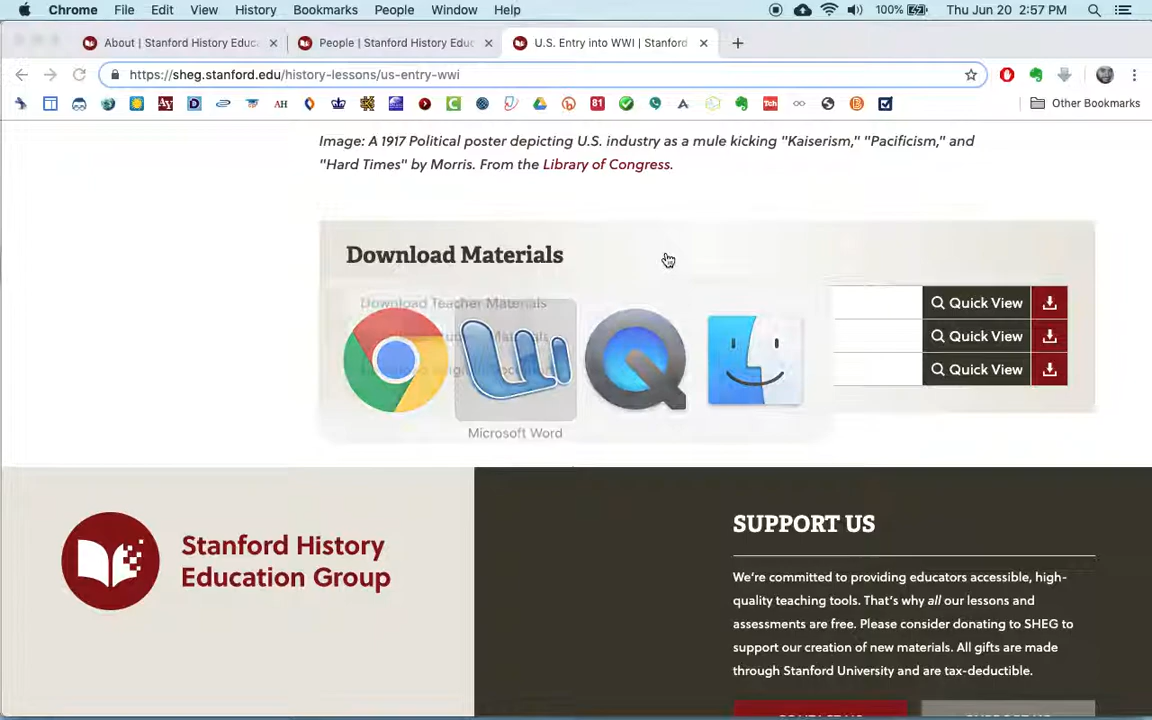 Chrome File Edit View History Bookmarks People Window Help 100% Thu Jun 20 2:57 PM
About | Stanford History Educ
People | Stanford History Educ
U.S. Entry into WWI | Stanford
https://sheg.stanford.edu/history-lessons/us-entry-wwi
AY D AH C 81 Tch Other Bookmarks
Image: A 1917 Political poster depicting U.S. industry as a mule kicking "Kaiserism," "Pacificism," and
"Hard Times" by Morris. From the Library of Congress.
Download Materials
Download Teacher Materials Quick View
Quick View
Quick View
Microsoft Word
Stanford History
Education Group
SUPPORT US
We're committed to providing educators accessible, high-
quality teaching tools. That's why all our lessons and
assessments are free. Please consider donating to SHEG to
support our creation of new materials. All gifts are made
through Stanford University and are tax-deductible.